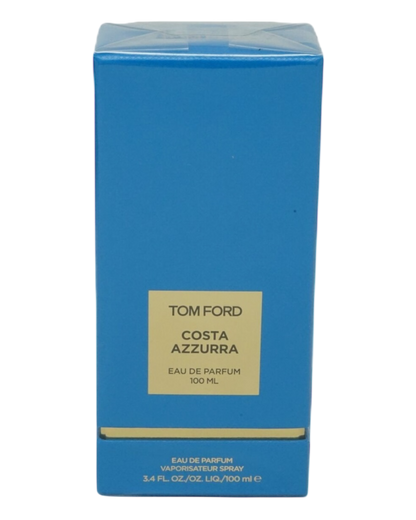 TOM FORD
COSTA
AZZURRA
EAU DE PARFUM
100 ML
EAU DE PARFUM
VAPORISATEUR SPRAY
3.4 FL. OZ./OZ. LIQ./100 ml ℮